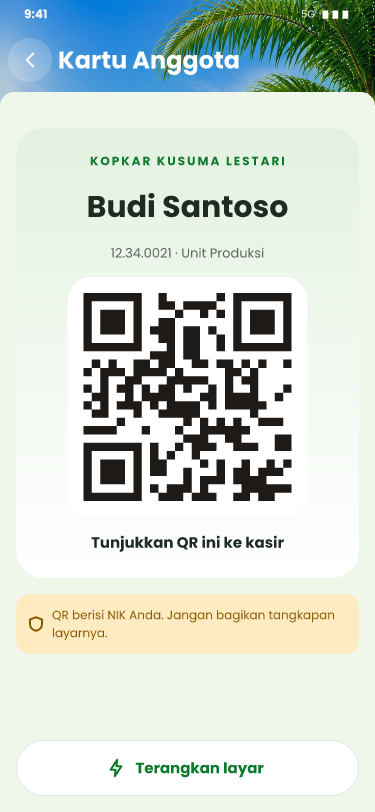 9:41
5G
Kartu Anggota
KOPKAR KUSUMA LESTARI
Budi Santoso
12.34.0021 · Unit Produksi
Tunjukkan QR ini ke kasir
QR berisi NIK Anda. Jangan bagikan tangkapan
layarnya.
Terangkan layar